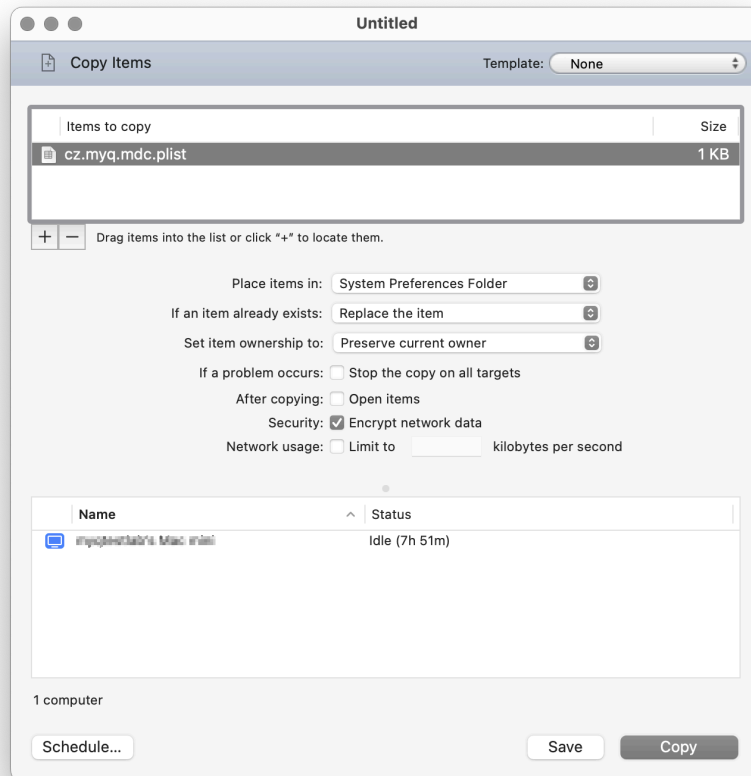 Untitled
Copy Items
Template: None
Items to copy Size
cz.myq.mdc.plist 1 KB
+ − Drag items into the list or click “+” to locate them.
Place items in: System Preferences Folder
If an item already exists: Replace the item
Set item ownership to: Preserve current owner
If a problem occurs: Stop the copy on all targets
After copying: Open items
Security: Encrypt network data
Network usage: Limit to kilobytes per second
Name Status
Idle (7h 51m)
1 computer
Schedule... Save Copy